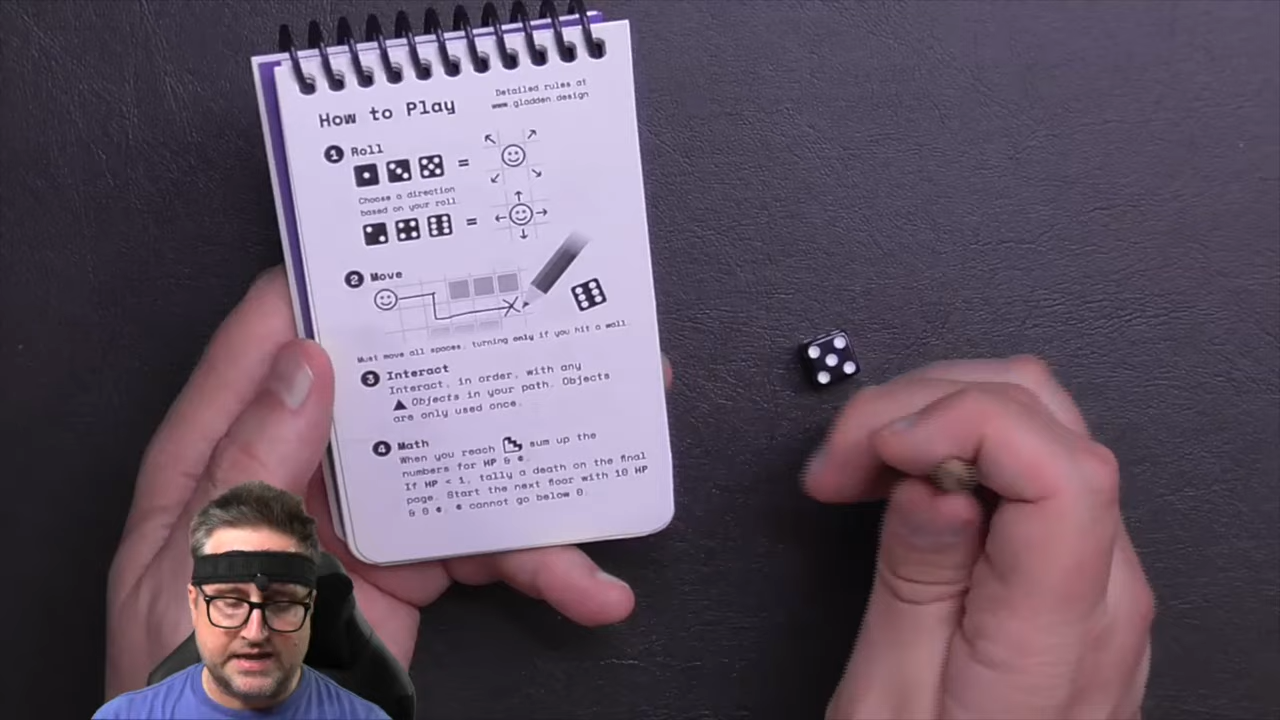 Detailed rules at
www.gladden.design
How to Play
1 Roll
=
Choose a direction
based on your roll
=
2 Move
Must move all spaces, turning only if you hit a wall.
3 Interact
Interact, in order, with any
▲ Objects in your path. Objects
are only used once.
4 Math
When you reach sum up the
numbers for HP &
If HP < 1, tally a death on the final
page. Start the next floor with 10 HP
& 0 cannot go below 0.